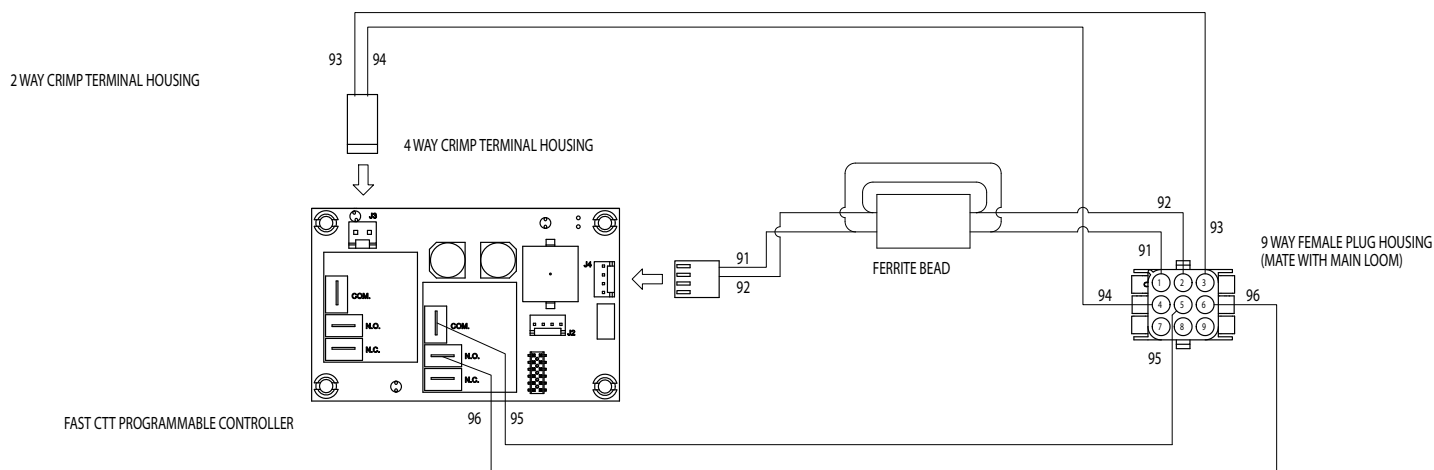 93 94
2 WAY CRIMP TERMINAL HOUSING
4 WAY CRIMP TERMINAL HOUSING
J3
COM.
N.O.
N.C.
COM.
N.O.
N.C.
J4
J2
91
92
FERRITE BEAD
92
93
91
9 WAY FEMALE PLUG HOUSING
(MATE WITH MAIN LOOM)
94
96
1 2 3
4 5 6
7 8 9
95
96 95
FAST CTT PROGRAMMABLE CONTROLLER